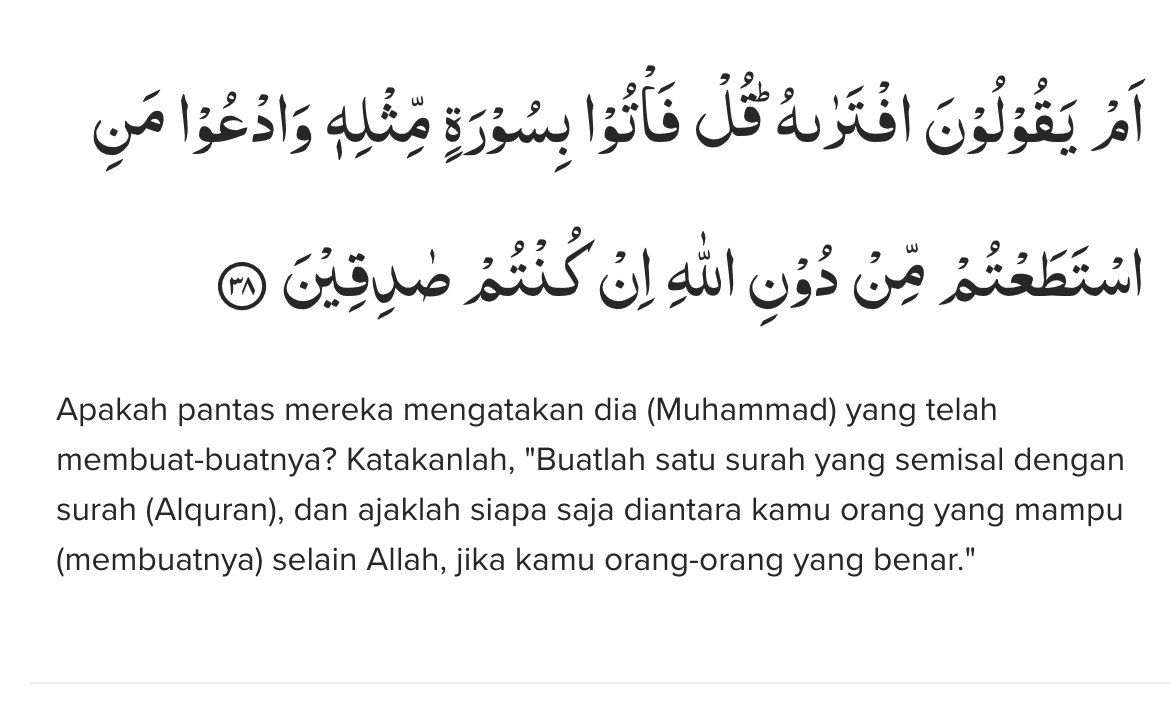 اَمْ يَقُوْلُوْنَ افْتَرٰىهُ ۗ قُلْ فَأْتُوْا بِسُوْرَةٍ مِّثْلِهٖ وَادْعُوْا مَنِ
اسْتَطَعْتُمْ مِّنْ دُوْنِ اللّٰهِ اِنْ كُنْتُمْ صٰدِقِيْنَ ٣٨
Apakah pantas mereka mengatakan dia (Muhammad) yang telah
membuat-buatnya? Katakanlah, "Buatlah satu surah yang semisal dengan
surah (Alquran), dan ajaklah siapa saja diantara kamu orang yang mampu
(membuatnya) selain Allah, jika kamu orang-orang yang benar."